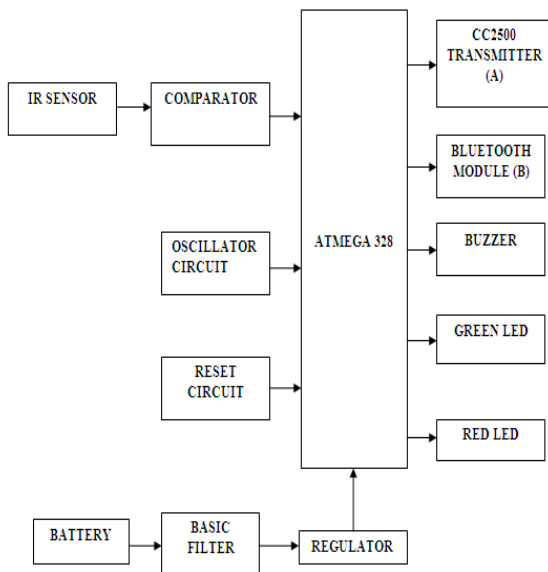 CC2500
TRANSMITTER
(A)
IR SENSOR
COMPARATOR
BLUETOOTH
MODULE (B)
ATMEGA 328
OSCILLATOR
CIRCUIT
BUZZER
GREEN LED
RESET
CIRCUIT
RED LED
BATTERY
BASIC
FILTER
REGULATOR